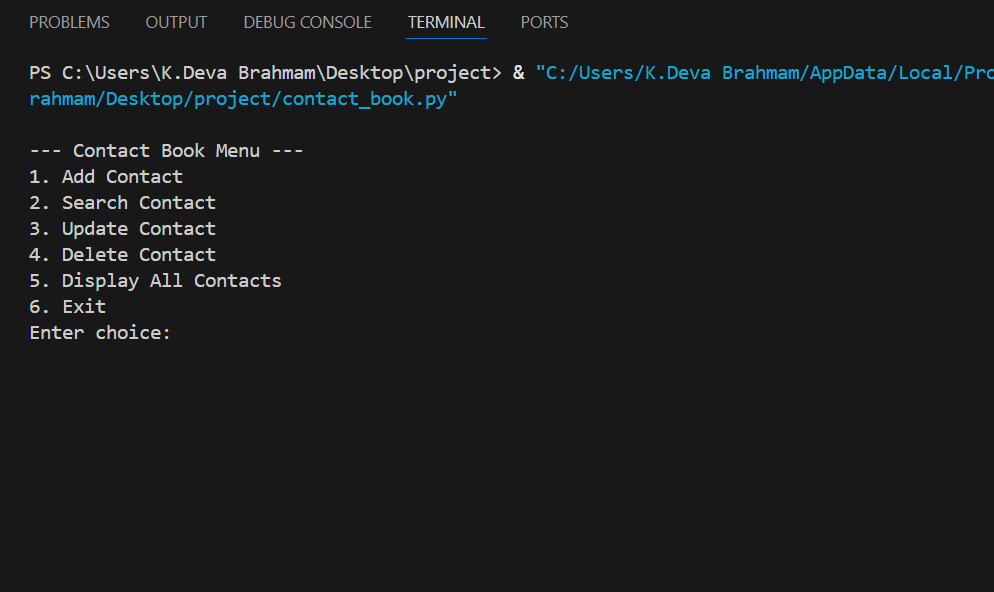 PROBLEMS OUTPUT DEBUG CONSOLE TERMINAL PORTS
PS C:\Users\K.Deva Brahmam\Desktop\project> & "C:/Users/K.Deva Brahmam/AppData/Local/Pro
rahmam/Desktop/project/contact_book.py"
--- Contact Book Menu ---
1. Add Contact
2. Search Contact
3. Update Contact
4. Delete Contact
5. Display All Contacts
6. Exit
Enter choice: